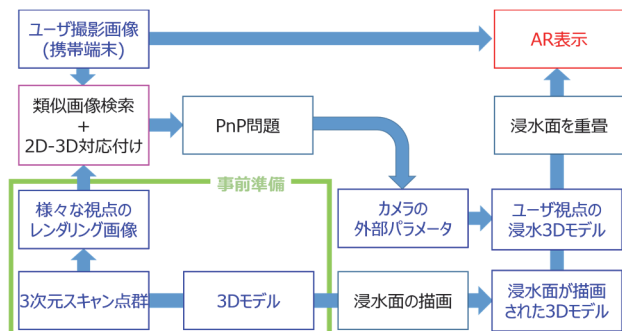 ユーザ撮影画像
(携帯端末)
AR表示
類似画像検索
+
2D-3D対応付け
PnP問題
浸水面を重畳
事前準備
様々な視点の
レンダリング画像
カメラの
外部パラメータ
ユーザ視点の
浸水3Dモデル
3次元スキャン点群
3Dモデル
浸水面の描画
浸水面が描画
された3Dモデル